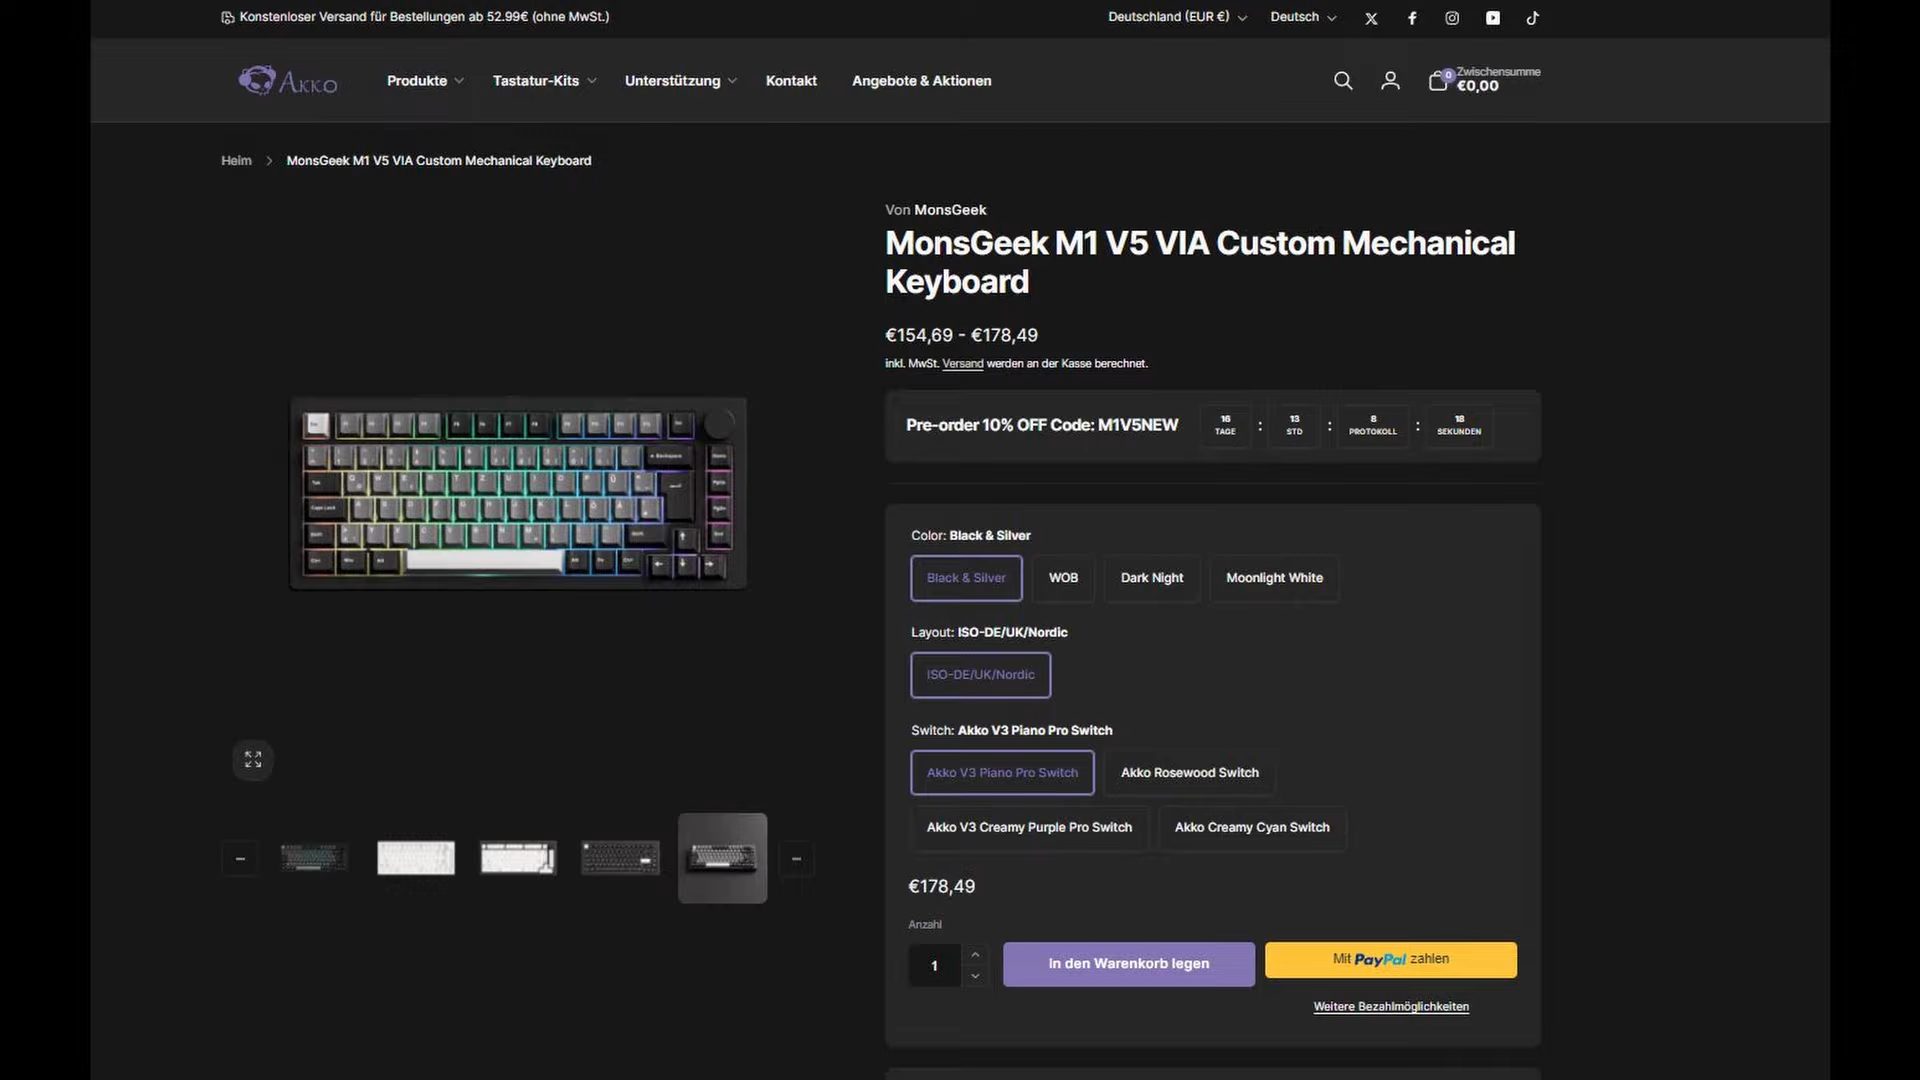 Konstenloser Versand für Bestellungen ab 52.99€ (ohne MwSt.)
Deutschland (EUR €)
Deutsch
AKKO
Produkte
Tastatur-Kits
Unterstützung
Kontakt
Angebote & Aktionen
0
Zwischensumme
€0,00
Heim
MonsGeek M1 V5 VIA Custom Mechanical Keyboard
Von MonsGeek
MonsGeek M1 V5 VIA Custom Mechanical
Keyboard
€154,69 - €178,49
inkl. MwSt. Versand werden an der Kasse berechnet.
Pre-order 10% OFF Code: M1V5NEW
16
TAGE
:
13
STD
:
8
PROTOKOLL
:
18
SEKUNDEN
Color: Black & Silver
Black & Silver
WOB
Dark Night
Moonlight White
Layout: ISO-DE/UK/Nordic
ISO-DE/UK/Nordic
Switch: Akko V3 Piano Pro Switch
Akko V3 Piano Pro Switch
Akko Rosewood Switch
Akko V3 Creamy Purple Pro Switch
Akko Creamy Cyan Switch
€178,49
Anzahl
1
In den Warenkorb legen
Mit PayPal zahlen
Weitere Bezahlmöglichkeiten